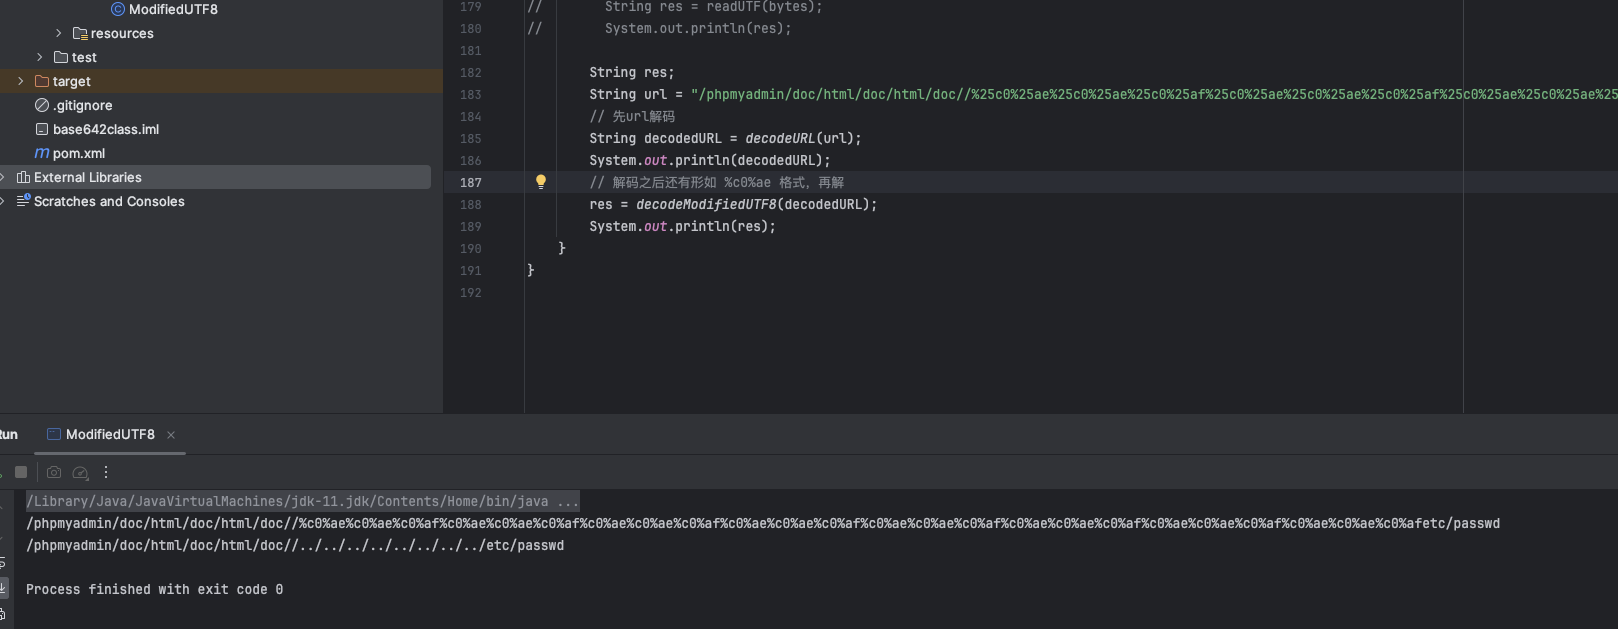 ModifiedUTF8
resources
test
target
.gitignore
base642class.iml
m pom.xml
External Libraries
Scratches and Consoles
179 // String res = readUTF(bytes);
180 // System.out.println(res);
181
182 String res;
183 String url = "/phpmyadmin/doc/html/doc/html/doc//%25c0%25ae%25c0%25ae%25c0%25af%25c0%25ae%25c0%25ae%25c0%25af%25c0%25ae%25c0%25ae%25
184 // 先url解码
185 String decodedURL = decodeURL(url);
186 System.out.println(decodedURL);
187 // 解码之后还有形如 %c0%ae 格式，再解
188 res = decodeModifiedUTF8(decodedURL);
189 System.out.println(res);
190 }
191 }
192
Run ModifiedUTF8
/Library/Java/JavaVirtualMachines/jdk-11.jdk/Contents/Home/bin/java ...
/phpmyadmin/doc/html/doc/html/doc//%c0%ae%c0%ae%c0%af%c0%ae%c0%ae%c0%af%c0%ae%c0%ae%c0%af%c0%ae%c0%ae%c0%af%c0%ae%c0%ae%c0%af%c0%ae%c0%ae%c0%af%c0%ae%c0%ae%c0%af%c0%ae%c0%ae%c0%afetc/passwd
/phpmyadmin/doc/html/doc/html/doc//../../../../../../../../etc/passwd
Process finished with exit code 0